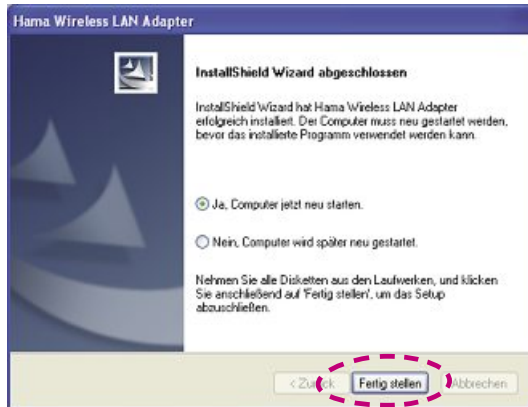 Hama Wireless LAN Adapter
InstallShield Wizard abgeschlossen
InstallShield Wizard hat Hama Wireless LAN Adapter
erfolgreich installiert. Der Computer muss neu gestartet werden,
bevor das installierte Programm verwendet werden kann.
Ja, Computer jetzt neu starten.
Nein, Computer wird später neu gestartet.
Nehmen Sie alle Disketten aus den Laufwerken, und klicken
Sie anschließend auf 'Fertig stellen', um das Setup
abzuschließen.
< Zurück Fertig stellen Abbrechen